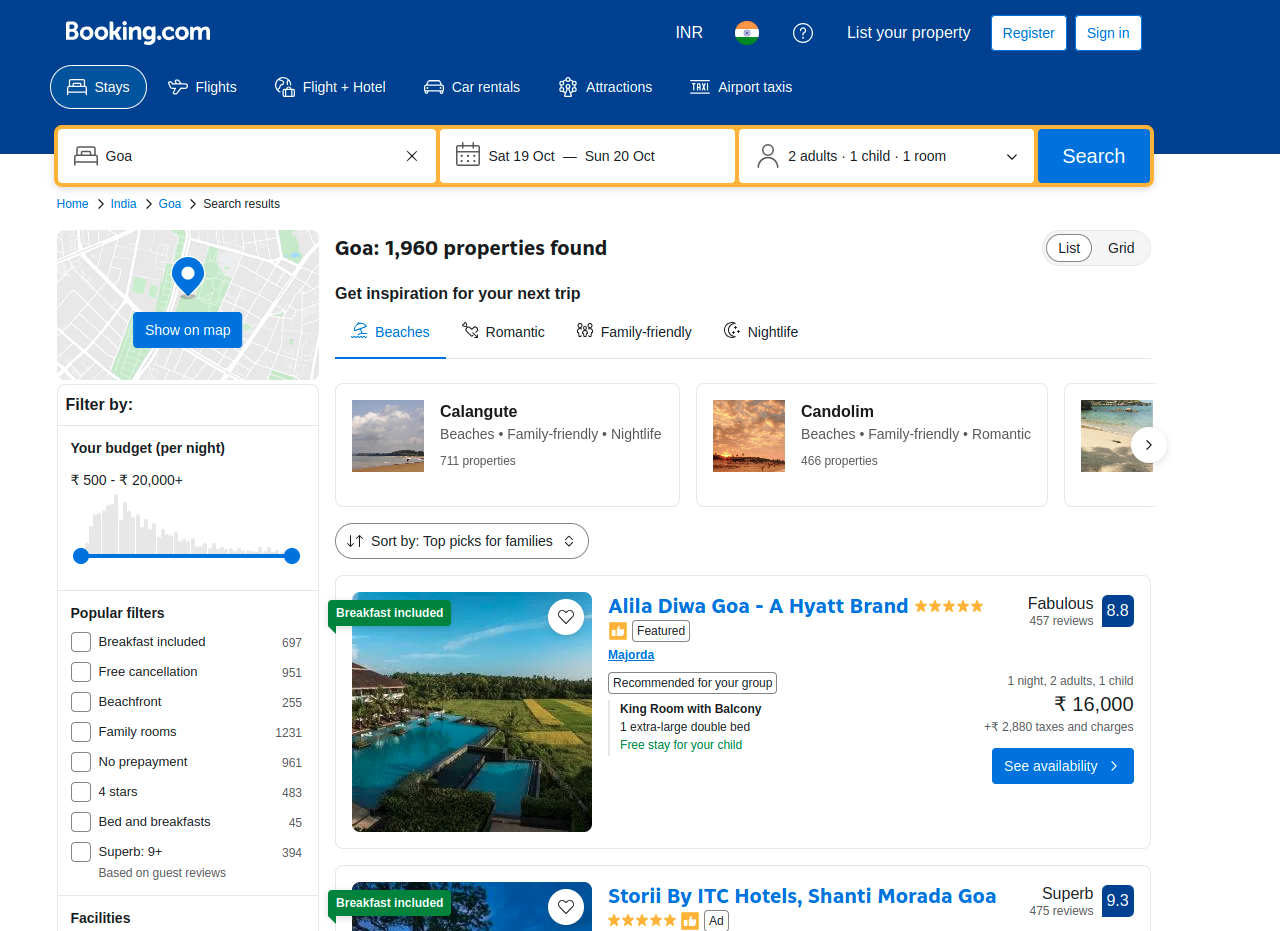 Booking.com
INR
List your property
Register
Sign in
Stays
Flights
Flight + Hotel
Car rentals
Attractions
TAXI
Airport taxis
Goa
Sat 19 Oct — Sun 20 Oct
2 adults · 1 child · 1 room
Search
Home
India
Goa
Search results
Show on map
Filter by:
Your budget (per night)
₹ 500 - ₹ 20,000+
Popular filters
Breakfast included 697
Free cancellation 951
Beachfront 255
Family rooms 1231
No prepayment 961
4 stars 483
Bed and breakfasts 45
Superb: 9+ 394
Based on guest reviews
Facilities
Goa: 1,960 properties found
List
Grid
Get inspiration for your next trip
Beaches
Romantic
Family-friendly
Nightlife
Calangute
Beaches • Family-friendly • Nightlife
711 properties
Candolim
Beaches • Family-friendly • Romantic
466 properties
Sort by: Top picks for families
Breakfast included
Alila Diwa Goa - A Hyatt Brand
Featured
Majorda
Recommended for your group
King Room with Balcony
1 extra-large double bed
Free stay for your child
Fabulous
457 reviews
8.8
1 night, 2 adults, 1 child
₹ 16,000
+₹ 2,880 taxes and charges
See availability
Breakfast included
Storii By ITC Hotels, Shanti Morada Goa
Ad
Superb
475 reviews
9.3